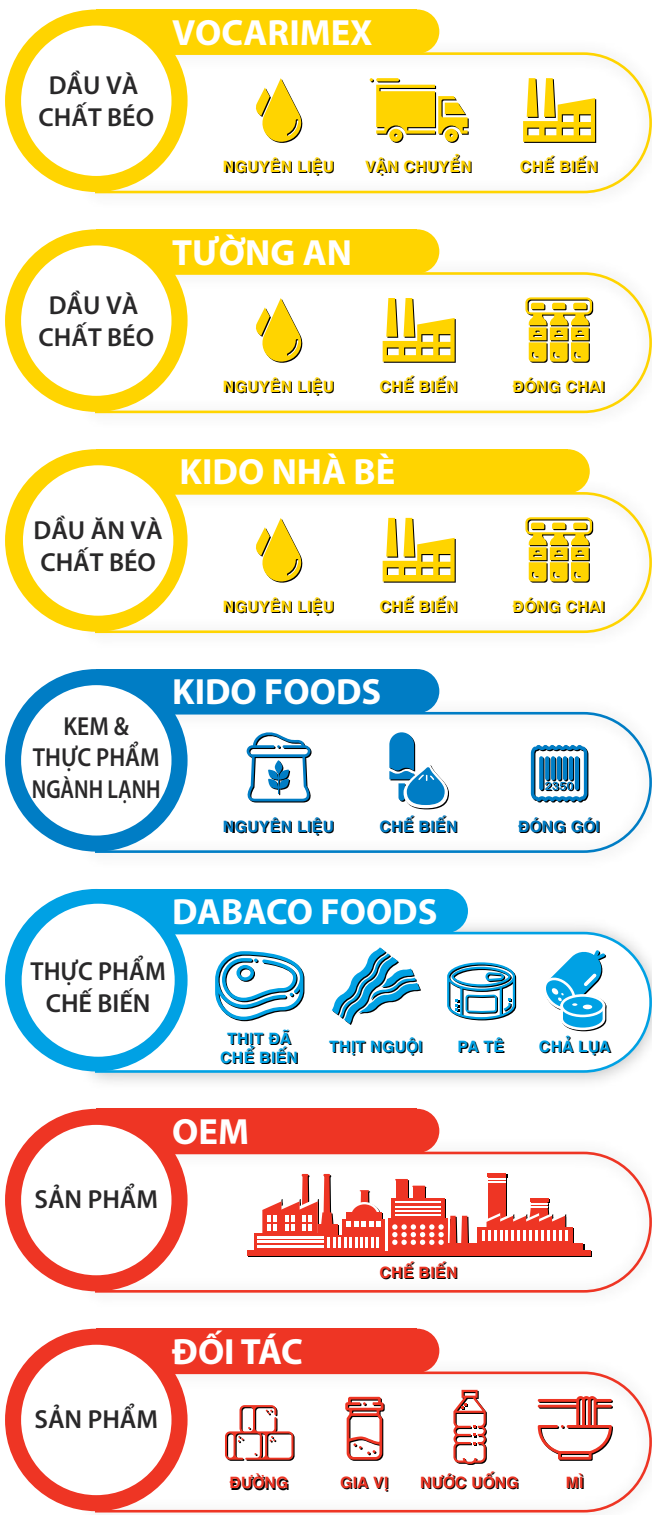 VOCARIMEX
DẦU VÀ
CHẤT BÉO
NGUYÊN LIỆU VẬN CHUYỂN CHẾ BIẾN
TƯỜNG AN
DẦU VÀ
CHẤT BÉO
NGUYÊN LIỆU CHẾ BIẾN ĐÓNG CHAI
KIDO NHÀ BÈ
DẦU ĂN VÀ
CHẤT BÉO
NGUYÊN LIỆU CHẾ BIẾN ĐÓNG CHAI
KIDO FOODS
KEM &
THỰC PHẨM
NGÀNH LẠNH
2350
NGUYÊN LIỆU CHẾ BIẾN ĐÓNG GÓI
DABACO FOODS
THỰC PHẨM
CHẾ BIẾN
THỊT ĐÃ
CHẾ BIẾN
THỊT NGUỘI PA TÊ CHẢ LỤA
OEM
SẢN PHẨM
CHẾ BIẾN
ĐỐI TÁC
SẢN PHẨM
ĐƯỜNG GIA VỊ NƯỚC UỐNG MÌ